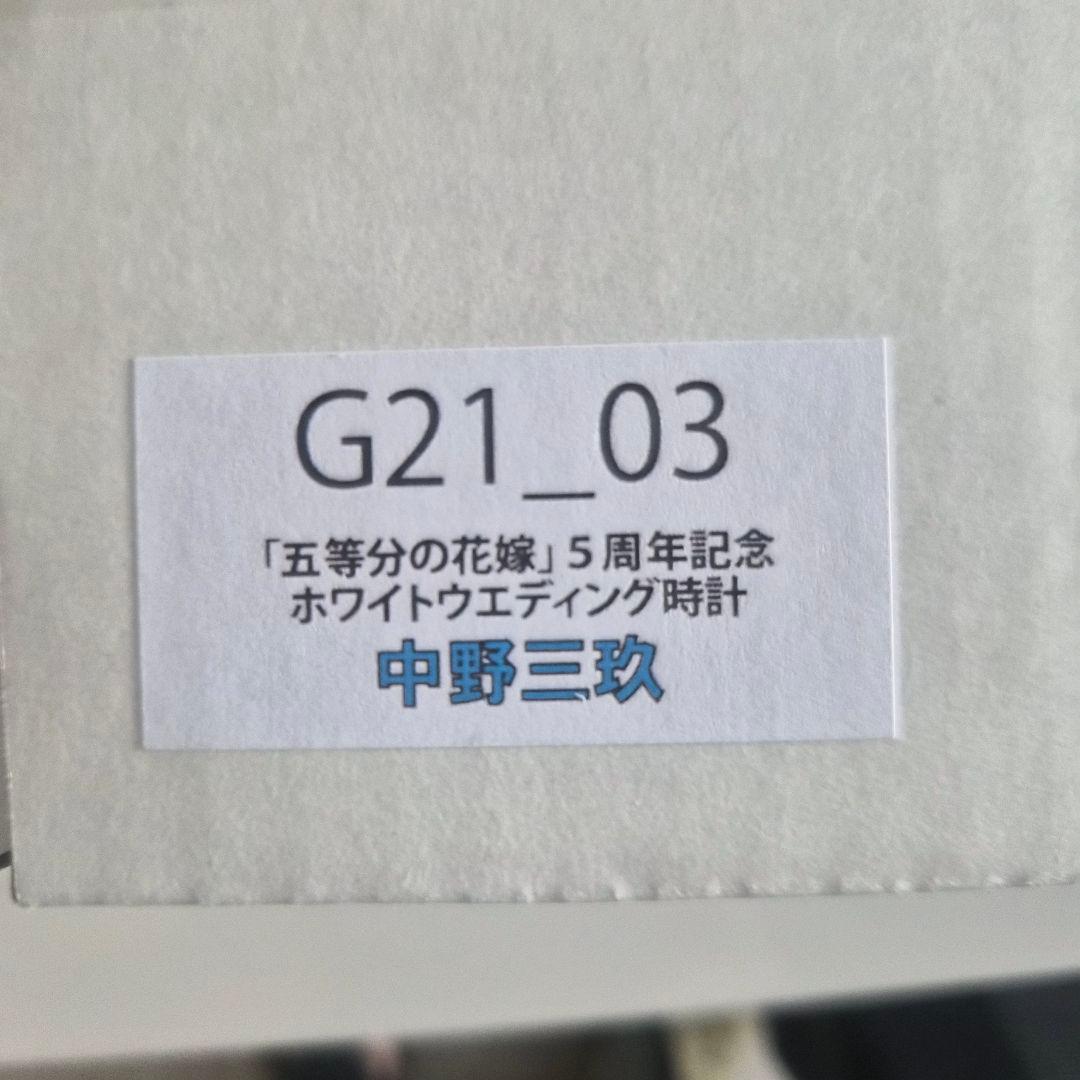 G21_03
「五等分の花嫁」5周年記念
ホワイトウエディング時計
中野三玖